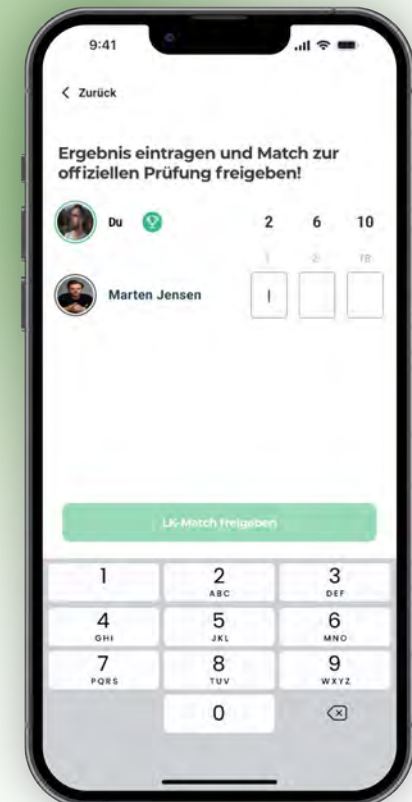 9:41
Zurück
Ergebnis eintragen und Match zur
offiziellen Prüfung freigeben!
Du 2 6 10
1 2 TB
Marten Jensen
LK-Match freigeben
1 2 3
ABC DEF
4 5 6
GHI JKL MNO
7 8 9
PQRS TUV WXYZ
0